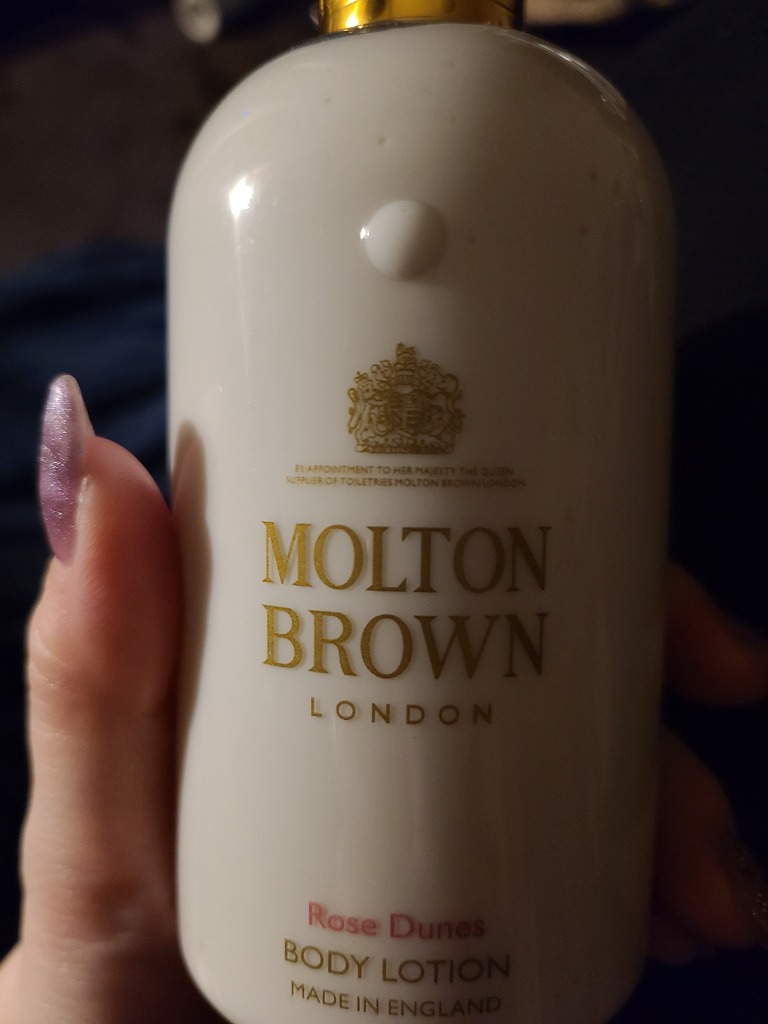 BY APPOINTMENT TO HER MAJESTY THE QUEEN
SUPPLIER OF TOILETRIES MOLTON BROWN LONDON
MOLTON
BROWN
LONDON
Rose Dunes
BODY LOTION
MADE IN ENGLAND